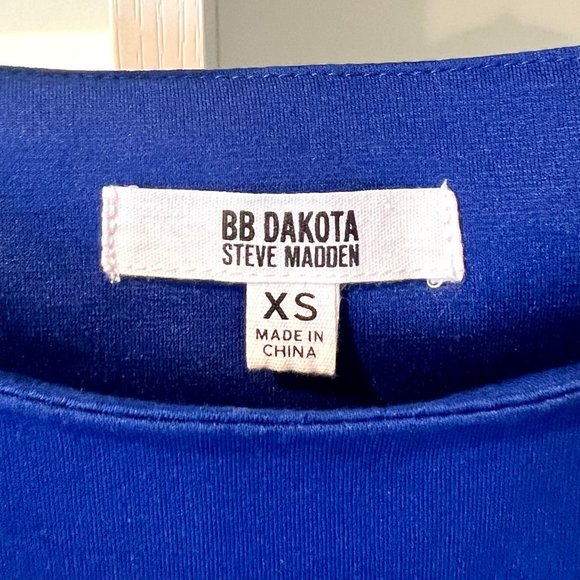 BB DAKOTA
STEVE MADDEN
XS
MADE IN
CHINA